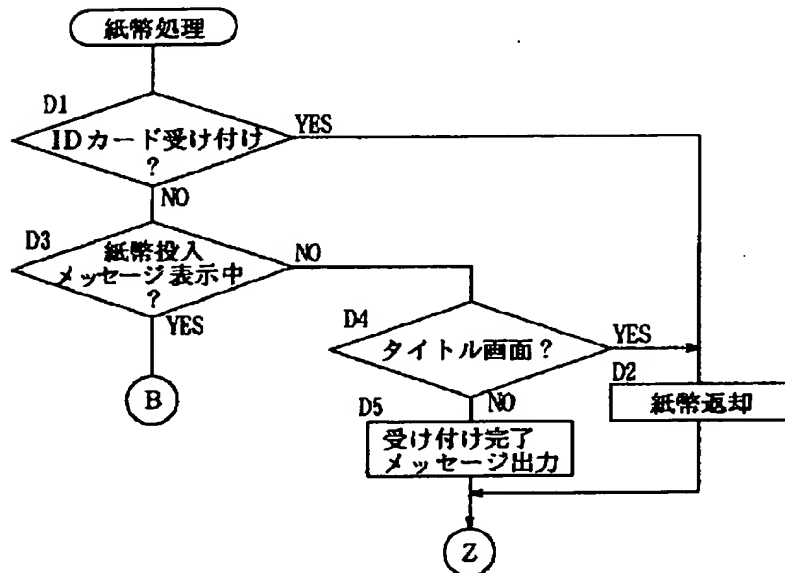 紙幣処理
D1
IDカード受け付け
?
YES
NO
D3
紙幣投入
メッセージ表示中
?
NO
YES
B
D4
タイトル画面?
YES
NO
D2
紙幣返却
D5
受け付け完了
メッセージ出力
Z